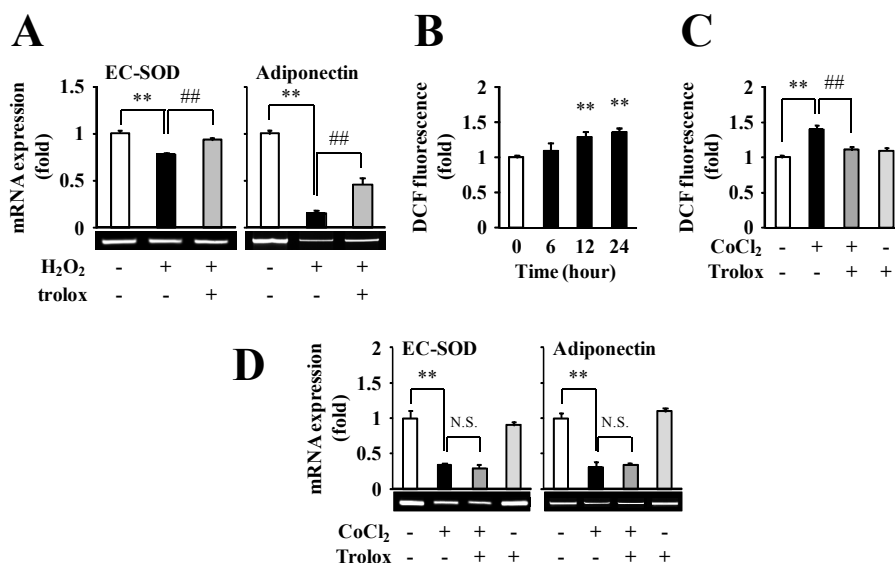 A
mRNA expression
(fold)
EC-SOD
Adiponectin
1.5
1
0.5
0
**
##
**
##
H₂O₂ - + + - + +
trolox - - + - - +
B
DCF fluorescence
(fold)
2
1.5
1
0.5
0
**
**
0 6 12 24
Time (hour)
C
DCF fluorescence
(fold)
2
1.5
1
0.5
0
**
##
CoCl₂ - + + -
Trolox - - + +
D
mRNA expression
(fold)
EC-SOD
Adiponectin
2
1.5
1
0.5
0
**
N.S.
**
N.S.
CoCl₂ - + + - - + + -
Trolox - - + + - - + +